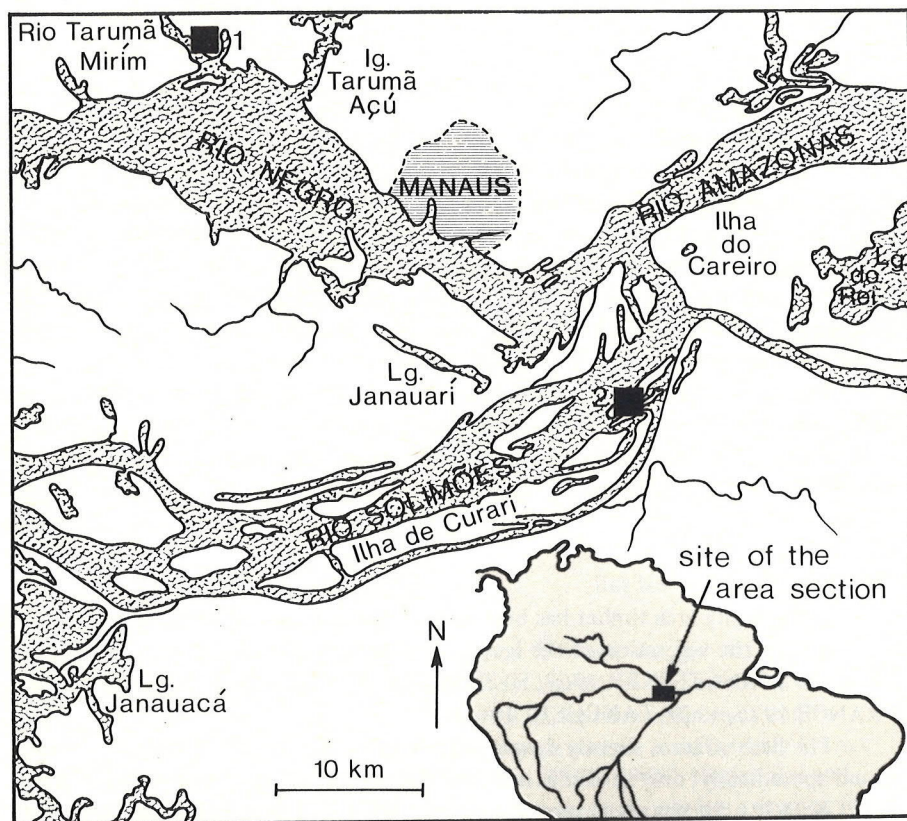 Rio Tarumã
Mirím
1
Ig.
Tarumã
Açú
RIO NEGRO
MANAUS
RIO AMAZONAS
Ilha
do
Careiro
Lg.
do
Rei
Lg.
Janauarí
2
RIO SOLIMÕES
Ilha de Curari
site of the
area section
N
Lg.
Janauacá
10 km